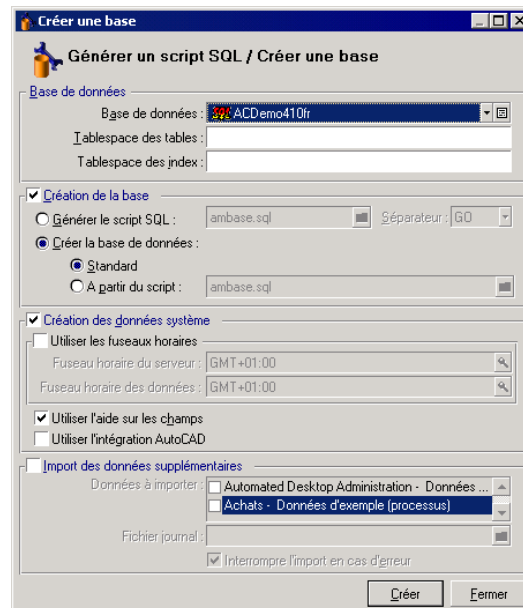 Créer une base
Générer un script SQL / Créer une base
Base de données
Base de données : ACDemo410fr
Tablespace des tables :
Tablespace des index :
Création de la base
Générer le script SQL : ambase.sql Séparateur : GO
Créer la base de données :
Standard
A partir du script : ambase.sql
Création des données système
Utiliser les fuseaux horaires
Fuseau horaire du serveur : GMT+01:00
Fuseau horaire des données : GMT+01:00
Utiliser l'aide sur les champs
Utiliser l'intégration AutoCAD
Import des données supplémentaires
Données à importer : Automated Desktop Administration - Données ...
Achats - Données d'exemple (processus)
Fichier journal :
Interrompre l'import en cas d'erreur
Créer Fermer